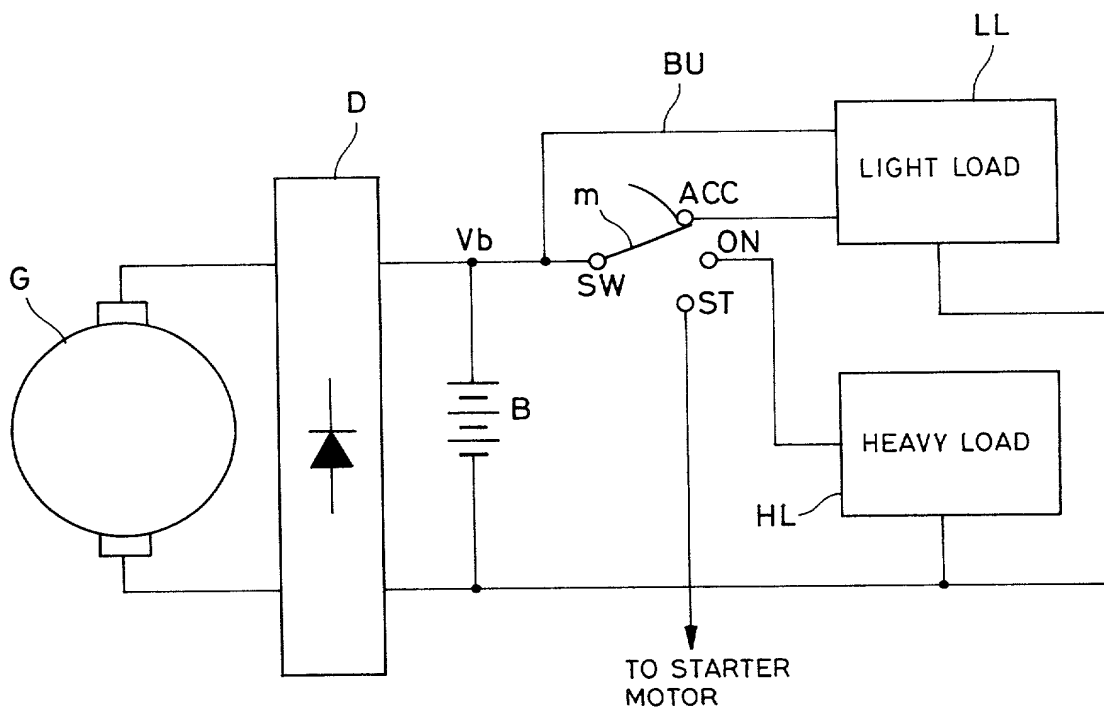 LL
BU
D
LIGHT LOAD
m
ACC
Vb
ON
G
SW
ST
B
HEAVY LOAD
HL
TO STARTER
MOTOR